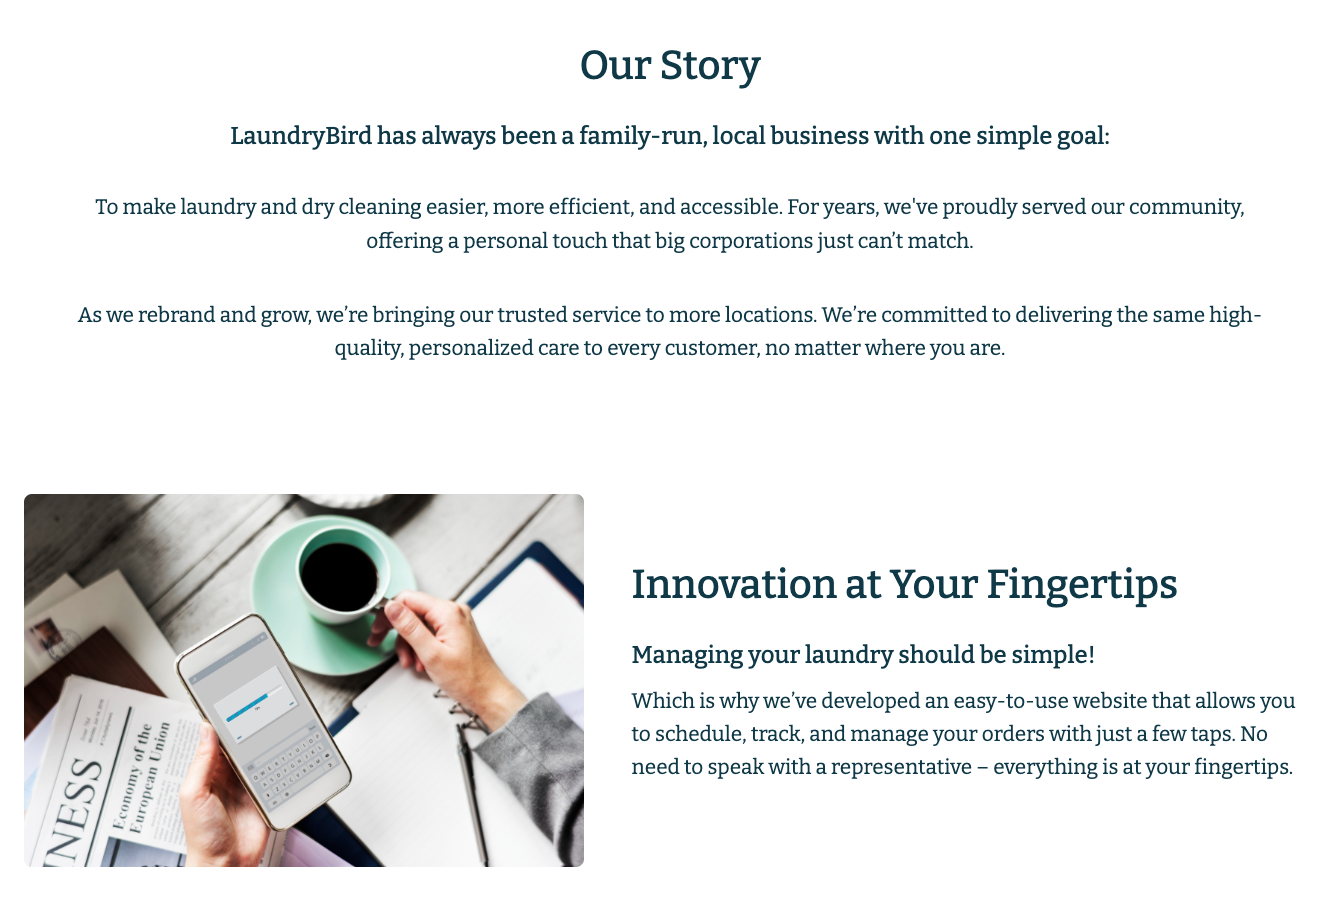 Our Story
LaundryBird has always been a family-run, local business with one simple goal:
To make laundry and dry cleaning easier, more efficient, and accessible. For years, we've proudly served our community,
offering a personal touch that big corporations just can’t match.
As we rebrand and grow, we’re bringing our trusted service to more locations. We’re committed to delivering the same high-
quality, personalized care to every customer, no matter where you are.
Innovation at Your Fingertips
Managing your laundry should be simple!
Which is why we’ve developed an easy-to-use website that allows you
to schedule, track, and manage your orders with just a few taps. No
need to speak with a representative – everything is at your fingertips.
INESS
Economy of the
European Union